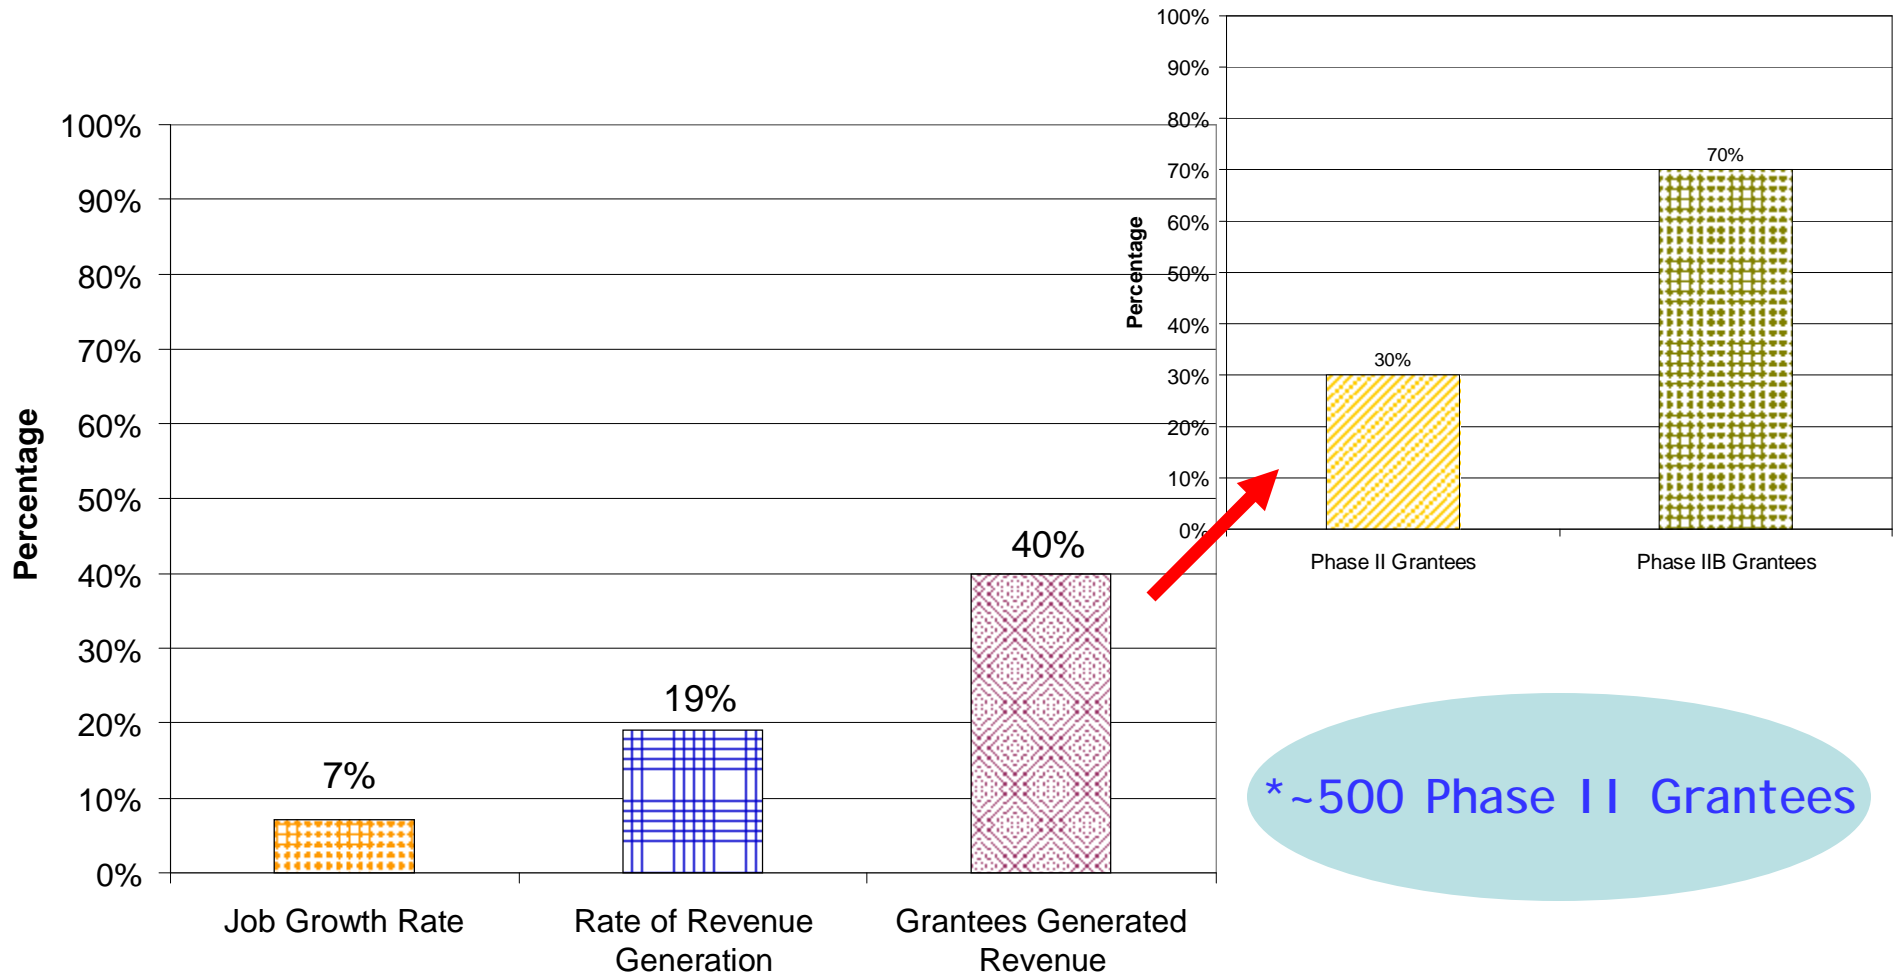 Percentage
100%
90%
80%
70%
60%
50%
40%
30%
20%
10%
0%
7%
19%
40%
Job Growth Rate
Rate of Revenue
Generation
Grantees Generated
Revenue
Percentage
100%
90%
80%
70%
60%
50%
40%
30%
20%
10%
0%
30%
70%
Phase II Grantees
Phase IIB Grantees
*~500 Phase II Grantees